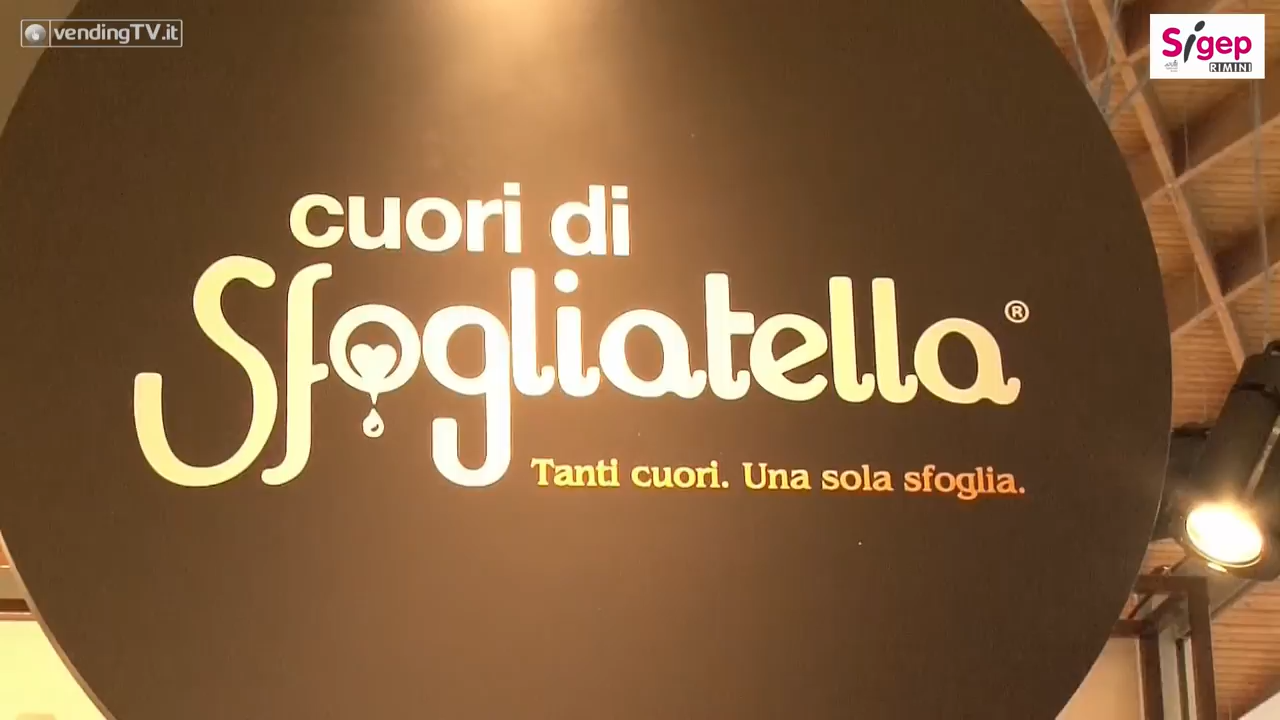 vendingTV.it
Sigep
RIMINI
cuori di
Sfogliatella®
Tanti cuori. Una sola sfoglia.